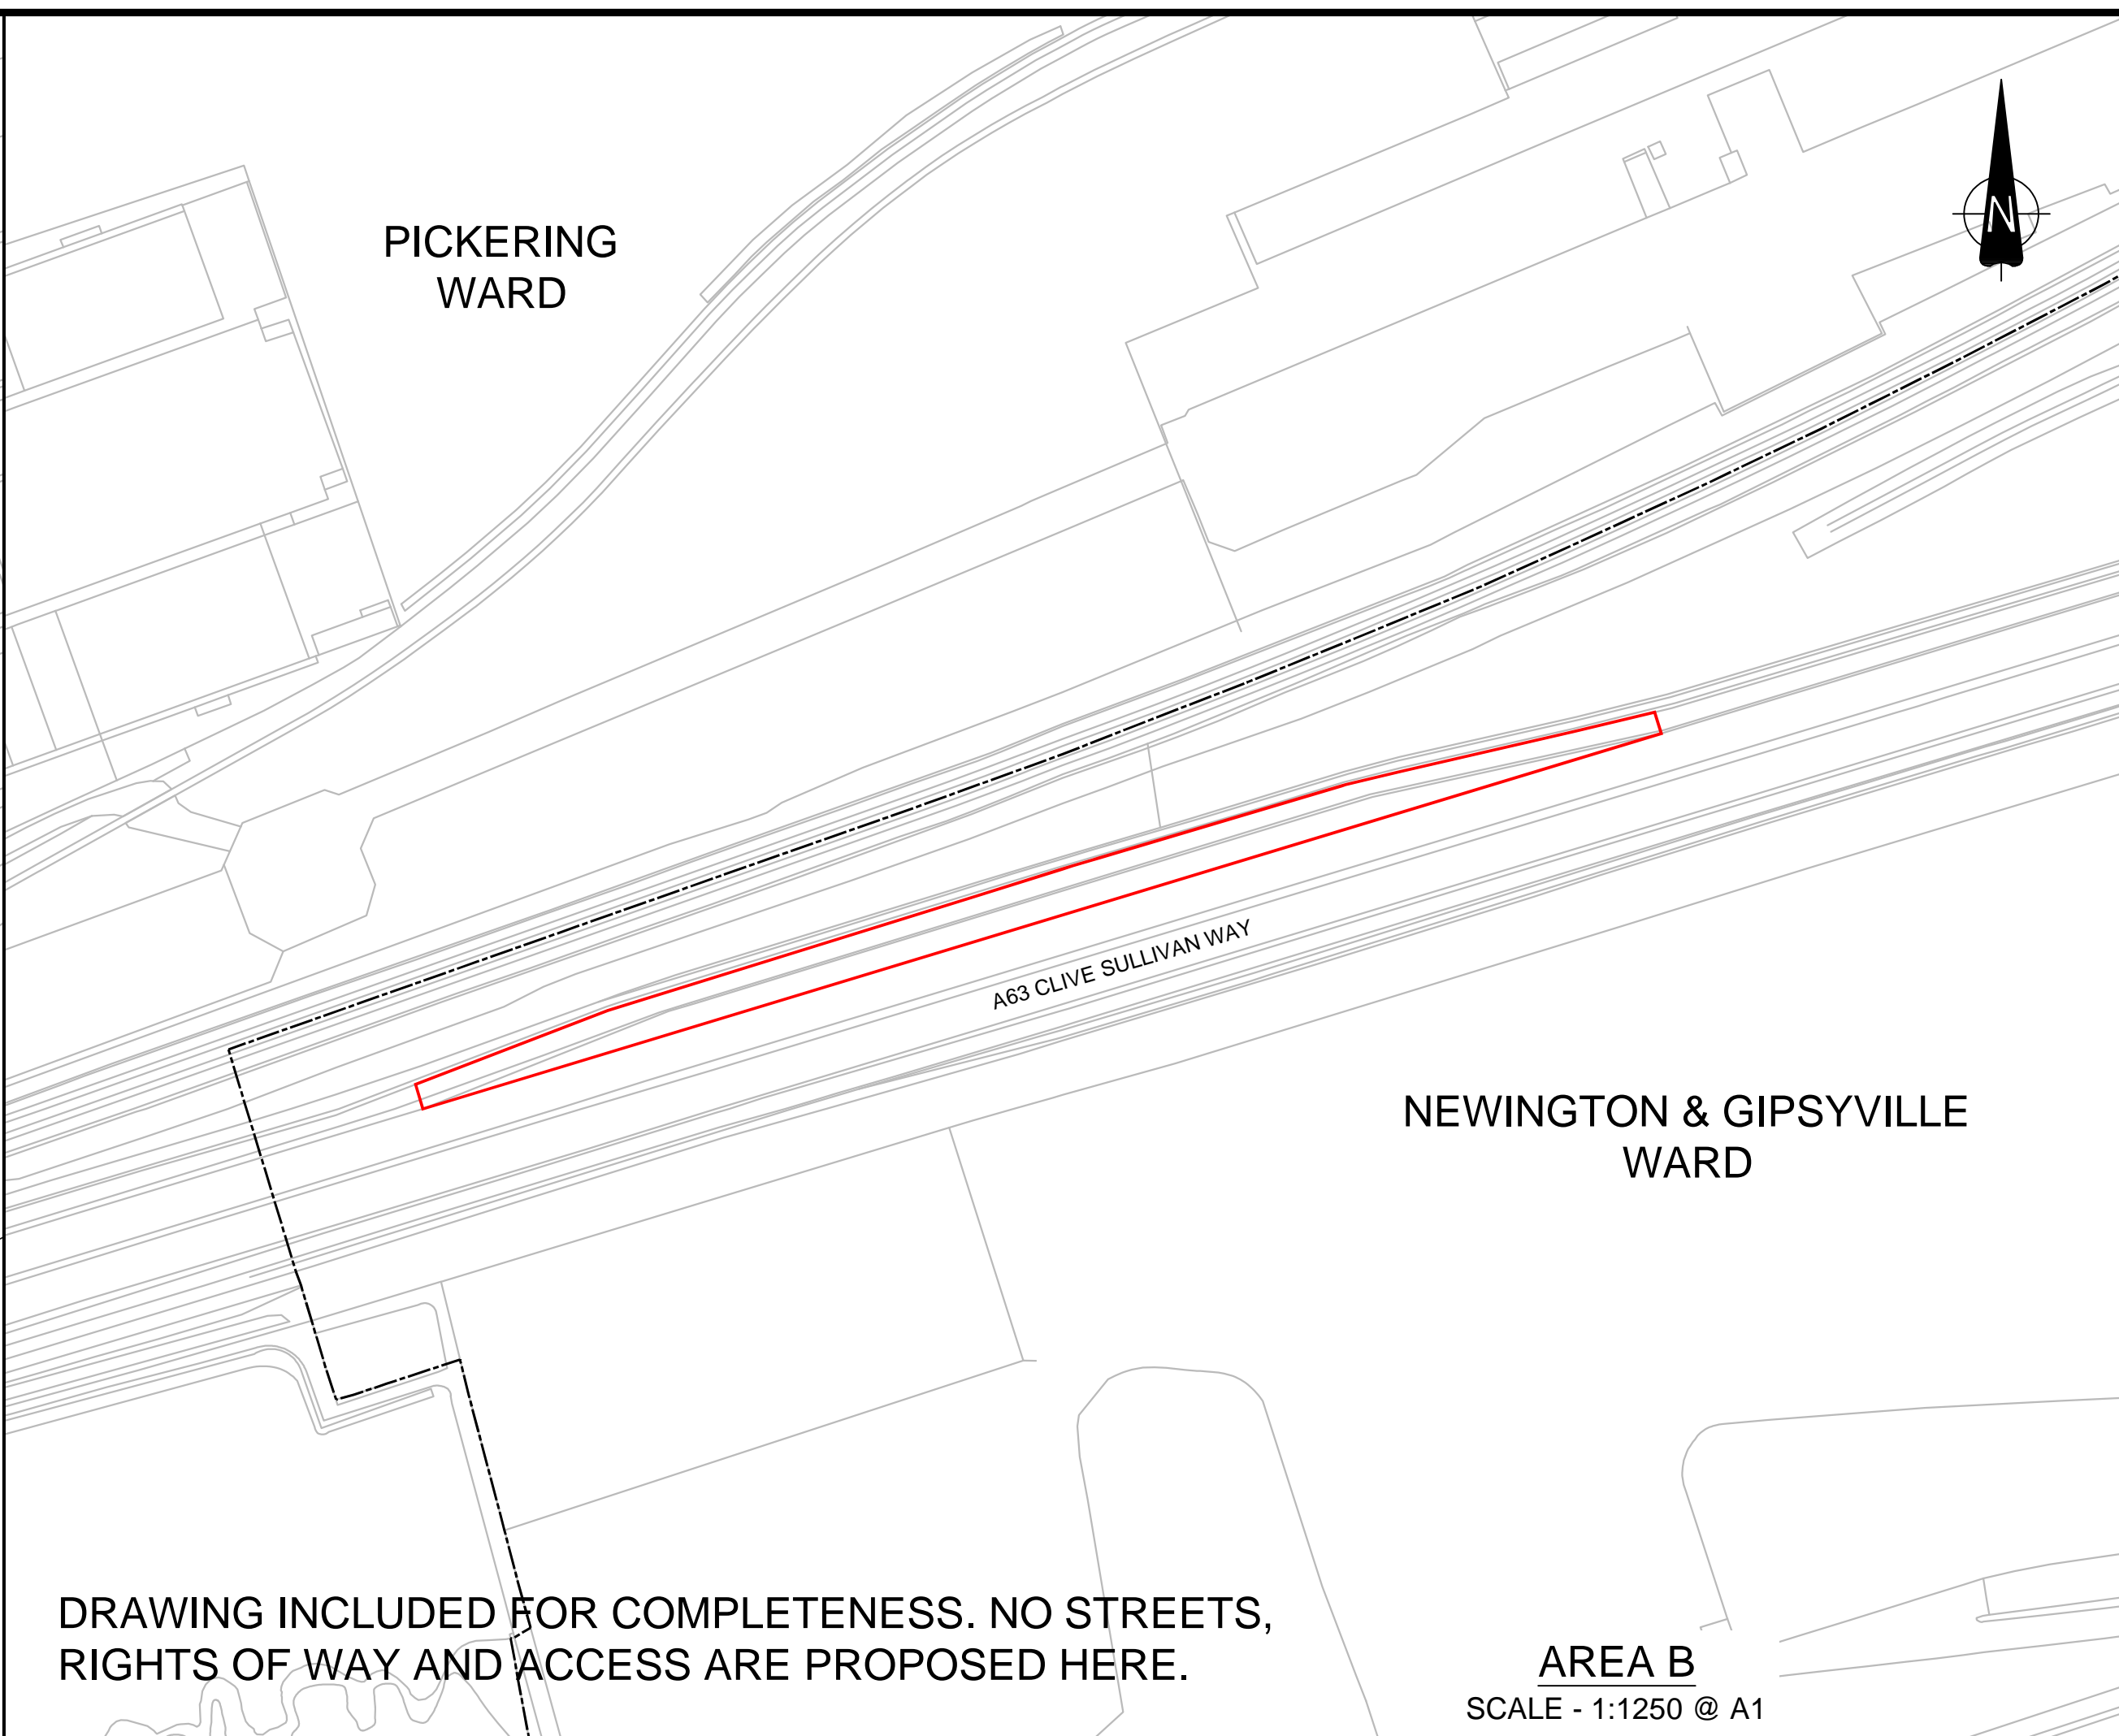 PICKERING
WARD
N
A63 CLIVE SULLIVAN WAY
NEWINGTON & GIPSYVILLE
WARD
DRAWING INCLUDED FOR COMPLETENESS. NO STREETS,
RIGHTS OF WAY AND ACCESS ARE PROPOSED HERE.
AREA B
SCALE - 1:1250 @ A1